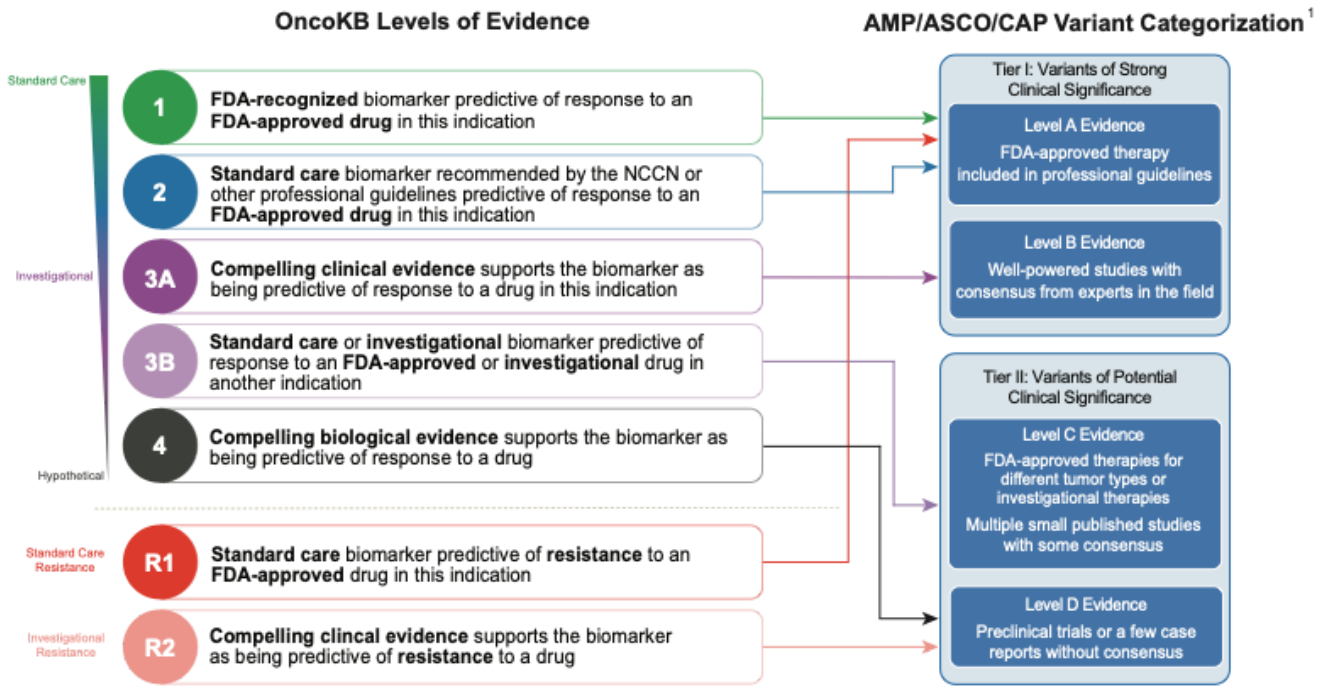 OncoKB Levels of Evidence
AMP/ASCO/CAP Variant Categorization1
Standard Care
1
FDA-recognized biomarker predictive of response to an
FDA-approved drug in this indication
2
Standard care biomarker recommended by the NCCN or
other professional guidelines predictive of response to an
FDA-approved drug in this indication
Investigational
3A
Compelling clinical evidence supports the biomarker as
being predictive of response to a drug in this indication
3B
Standard care or investigational biomarker predictive of
response to an FDA-approved or investigational drug in
another indication
4
Compelling biological evidence supports the biomarker as
being predictive of response to a drug
Hypothetical
Standard Care
Resistance
R1
Standard care biomarker predictive of resistance to an
FDA-approved drug in this indication
Investigational
Resistance
R2
Compelling clincal evidence supports the biomarker
as being predictive of resistance to a drug
Tier I: Variants of Strong
Clinical Significance
Level A Evidence
FDA-approved therapy
included in professional guidelines
Level B Evidence
Well-powered studies with
consensus from experts in the field
Tier II: Variants of Potential
Clinical Significance
Level C Evidence
FDA-approved therapies for
different tumor types or
investigational therapies
Multiple small published studies
with some consensus
Level D Evidence
Preclinical trials or a few case
reports without consensus